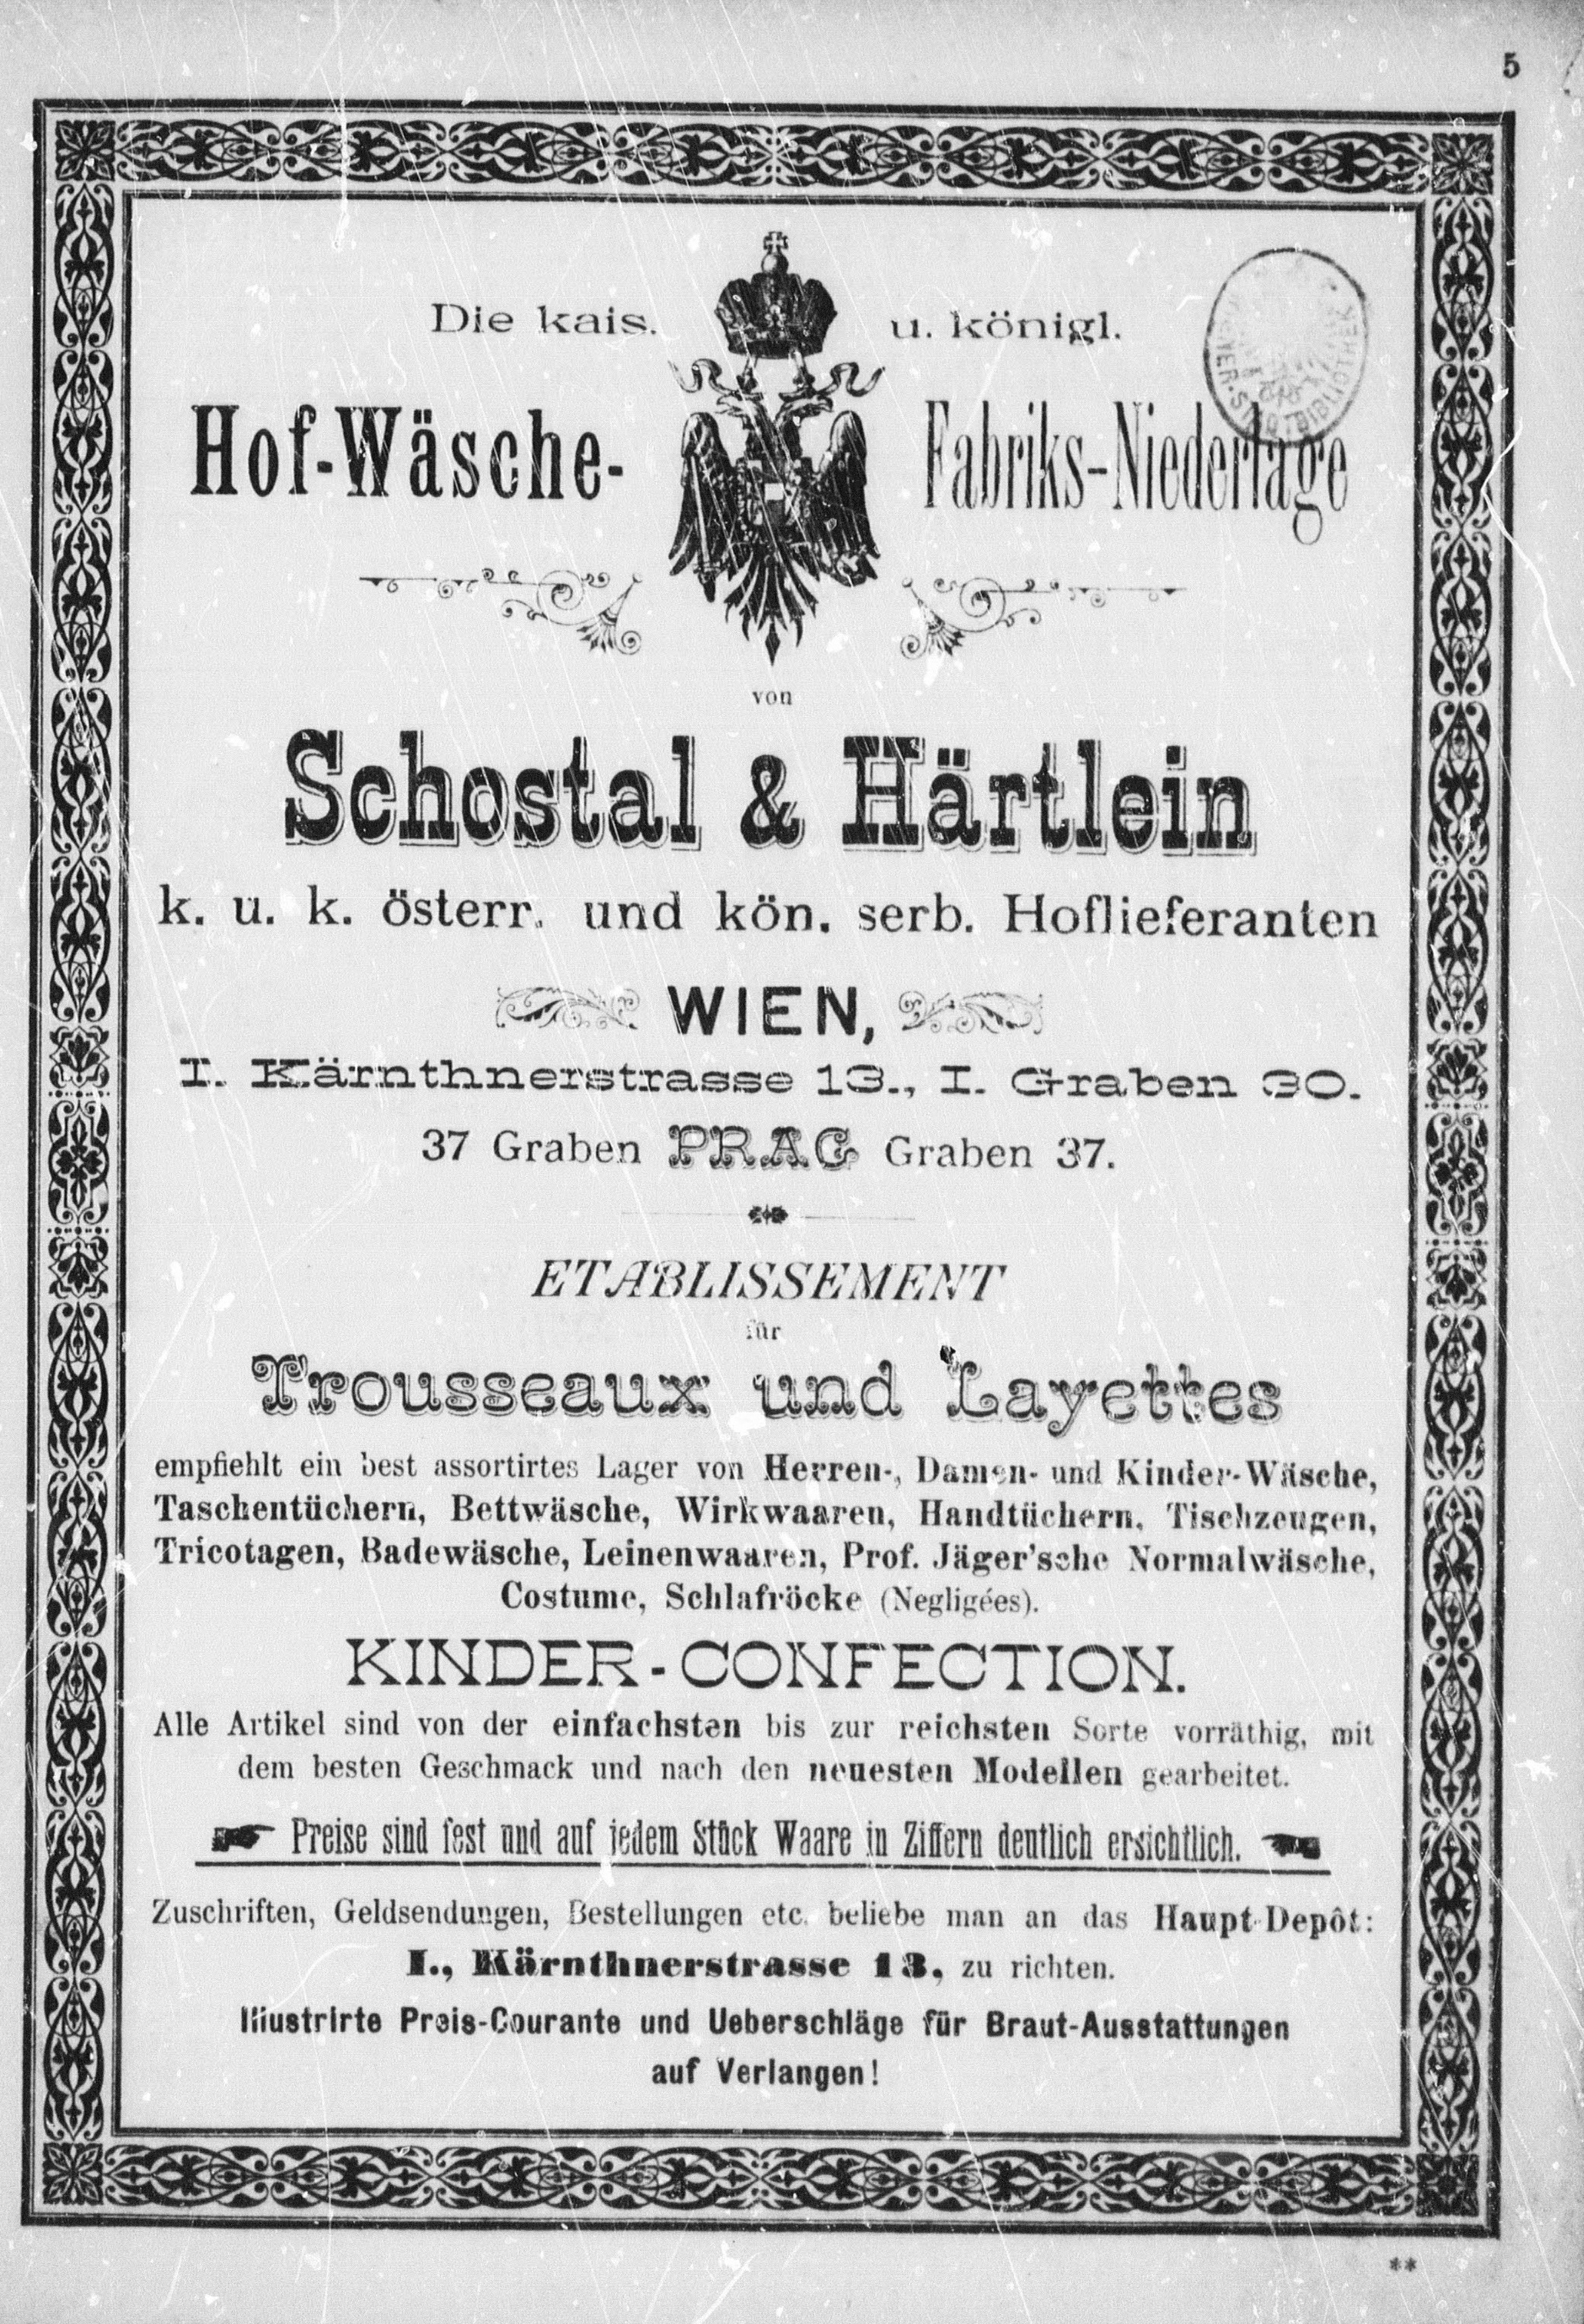 5
Die kais. u. königl.
Hof-Wäsche- Fabriks-Niederlage
von
Schostal & Härtlein
k. u. k. österr. und kön. serb. Hoflieferanten
WIEN,
I. Kärnthnerstrasse 13., I. Graben 30.
37 Graben PRAG Graben 37.
ETABLISSEMENT
für
Trousseaux und Layettes
empfiehlt ein best assortirtes Lager von Herren-, Damen- und Kinder-Wäsche,
Taschentüchern, Bettwäsche, Wirkwaaren, Handtüchern, Tischzeugen,
Tricotagen, Badewäsche, Leinenwaaren, Prof. Jäger'sche Normalwäsche,
Costume, Schlafröcke (Negligées).
KINDER-CONFECTION.
Alle Artikel sind von der einfachsten bis zur reichsten Sorte vorräthig, mit
dem besten Geschmack und nach den neuesten Modellen gearbeitet.
Preise sind fest und auf jedem Stück Waare in Ziffern deutlich ersichtlich.
Zuschriften, Geldsendungen, Bestellungen etc. beliebe man an das Haupt-Depôt:
I., Kärnthnerstrasse 13, zu richten.
Illustrirte Preis-Courante und Ueberschläge für Braut-Ausstattungen
auf Verlangen!
**